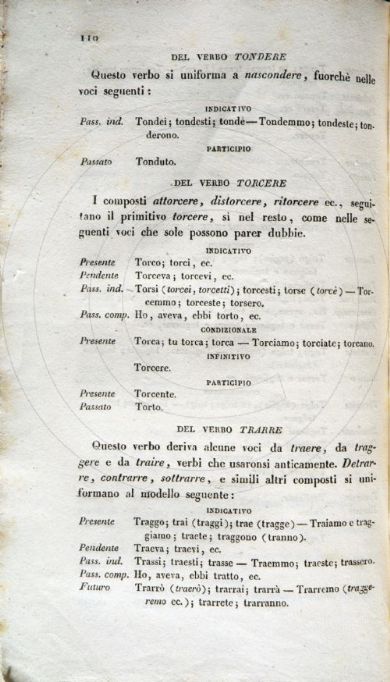 110
DEL VERBO TONDERE
Questo verbo si uniforma a nascondere, fuorchè nelle
voci seguenti :
INDICATIVO
Pass. ind. Tondei; tondesti; tondè — Tondemmo; tondeste; ton-
derono.
PARTICIPIO
Passato Tonduto.
DEL VERBO TORCERE
I composti attorcere, distorcere, ritorcere ec., segui-
tano il primitivo torcere, sì nel resto, come nelle se-
guenti voci che sole possono parer dubbie.
INDICATIVO
Presente Torco; torci, ec.
Pendente Torceva; torcevi, ec.
Pass. ind. Torsi (torcei, torcetti); torcesti; torse (torcè) — Tor-
cemmo; torceste; torsero.
Pass. comp. Ho, aveva, ebbi torto, ec.
CONDIZIONALE
Presente Torca; tu torca; torca — Torciamo; torciate; torcano.
INFINITIVO
Torcere.
PARTICIPIO
Presente Torcente.
Passato Torto.
DEL VERBO TRARRE
Questo verbo deriva alcune voci da traere, da trag-
gere e da traire, verbi che usaronsi anticamente. Detrar-
re, contrarre, sottrarre, e simili altri composti si uni-
formano al modello seguente :
INDICATIVO
Presente Traggo; trai (traggi); trae (tragge) — Traiamo e trag-
giamo; traete; traggono (tranno).
Pendente Traeva; traevi, ec.
Pass. ind. Trassi; traesti; trasse — Traemmo; traeste; trassero.
Pass. comp. Ho, aveva, ebbi tratto, ec.
Futuro Trarrò (traerò); trarrai; trarrà — Trarremo (tragge-
remo ec.); trarrete; trarranno.